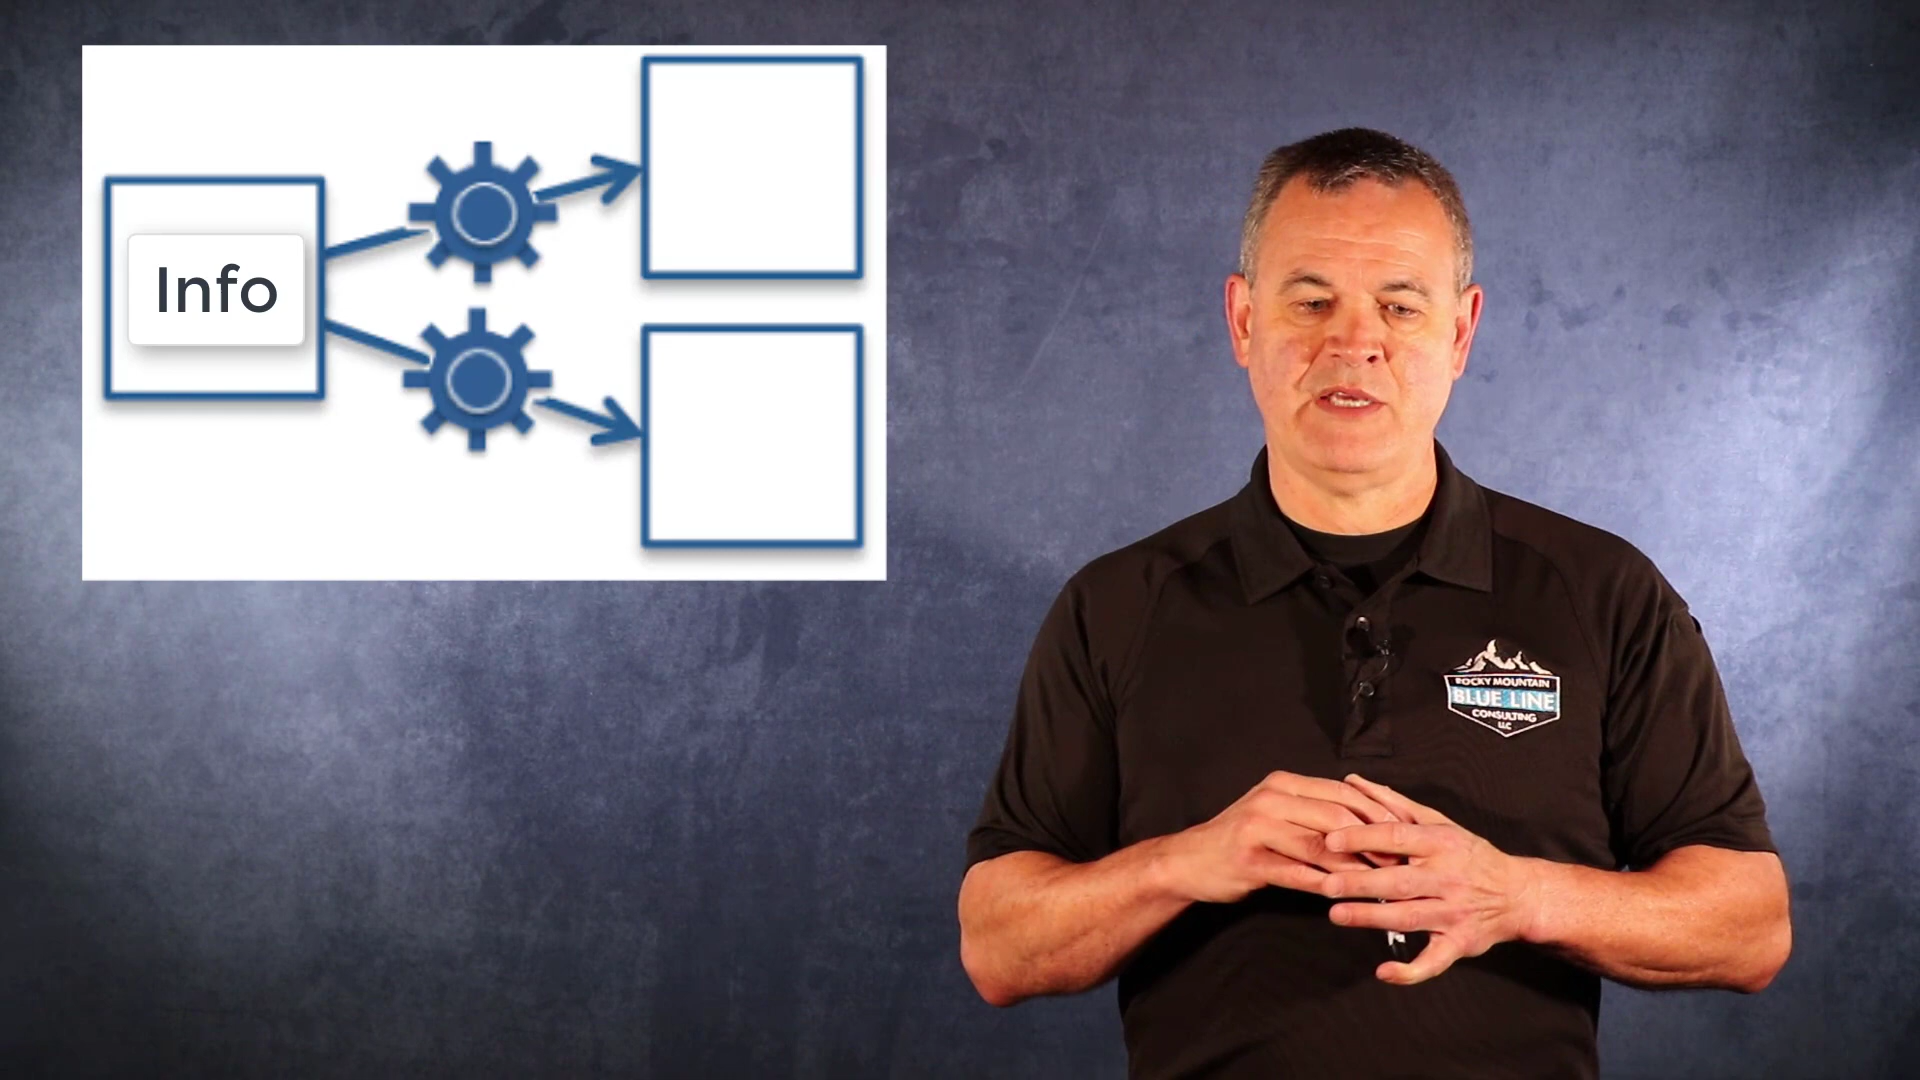 Info
ROCKY MOUNTAIN
BLUE LINE
CONSULTING
LLC